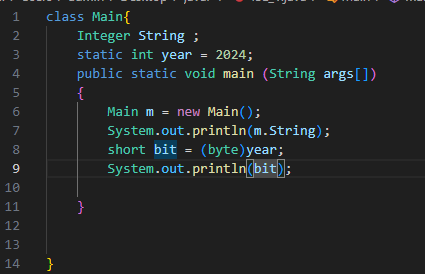 1 class Main{
2 Integer String ;
3 static int year = 2024;
4 public static void main (String args[])
5 {
6 Main m = new Main();
7 System.out.println(m.String);
8 short bit = (byte)year;
9 System.out.println(bit);
10
11 }
12
13
14 }